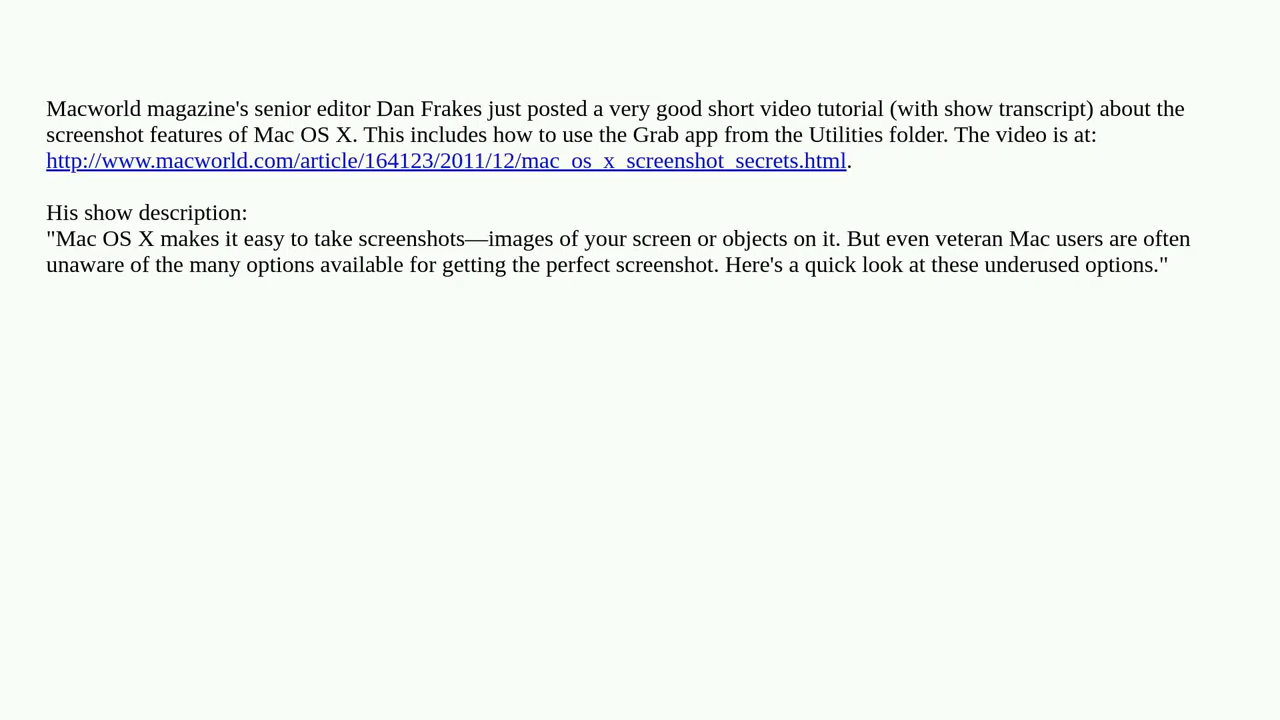 Macworld magazine's senior editor Dan Frakes just posted a very good short video tutorial (with show transcript) about the
screenshot features of Mac OS X. This includes how to use the Grab app from the Utilities folder. The video is at:
http://www.macworld.com/article/164123/2011/12/mac_os_x_screenshot_secrets.html.
His show description:
"Mac OS X makes it easy to take screenshots—images of your screen or objects on it. But even veteran Mac users are often
unaware of the many options available for getting the perfect screenshot. Here's a quick look at these underused options."